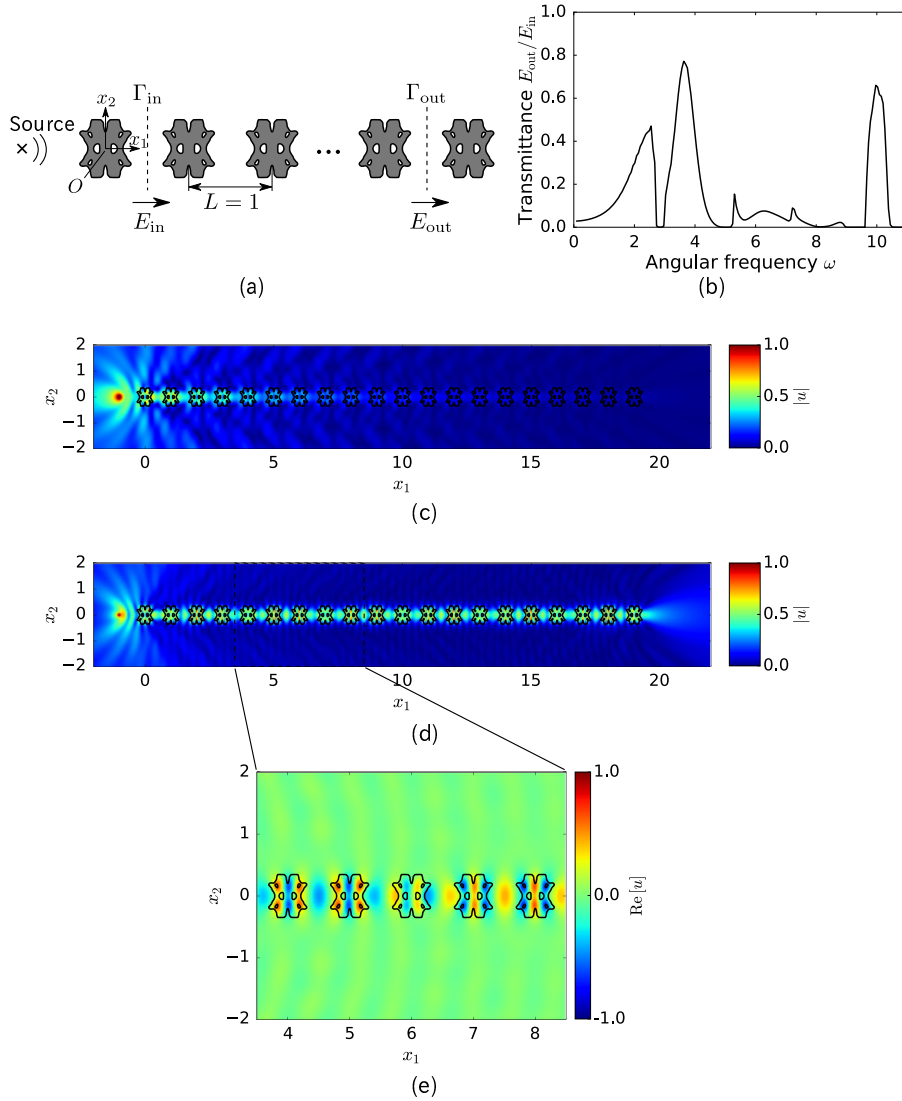 (a)
Source
×))
x₂
x₁
O
Γin
Γout
...
L = 1
Ein
Eout
(b)
Transmittance Eout/Ein
1.0
0.8
0.6
0.4
0.2
0.0
0 2 4 6 8 10
Angular frequency ω
(c)
x₂
2
1
0
−1
−2
0 5 10 15 20
x₁
1.0
0.5
0.0
|u|
(d)
x₂
2
1
0
−1
−2
0 5 10 15 20
x₁
1.0
0.5
0.0
|u|
(e)
x₂
2
1
0
−1
−2
4 5 6 7 8
x₁
1.0
0.0
-1.0
Re [u]